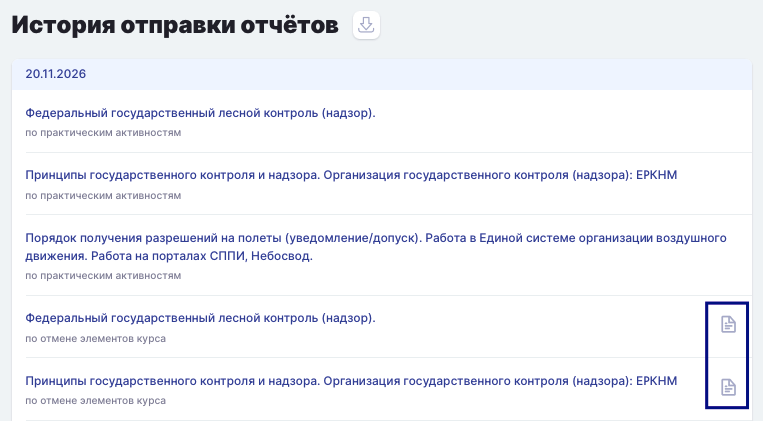 История отправки отчётов
20.11.2026
Федеральный государственный лесной контроль (надзор).
по практическим активностям
Принципы государственного контроля и надзора. Организация государственного контроля (надзора): ЕРКНМ
по практическим активностям
Порядок получения разрешений на полеты (уведомление/допуск). Работа в Единой системе организации воздушного
движения. Работа на порталах СППИ, Небосвод.
по практическим активностям
Федеральный государственный лесной контроль (надзор).
по отмене элементов курса
Принципы государственного контроля и надзора. Организация государственного контроля (надзора): ЕРКНМ
по отмене элементов курса